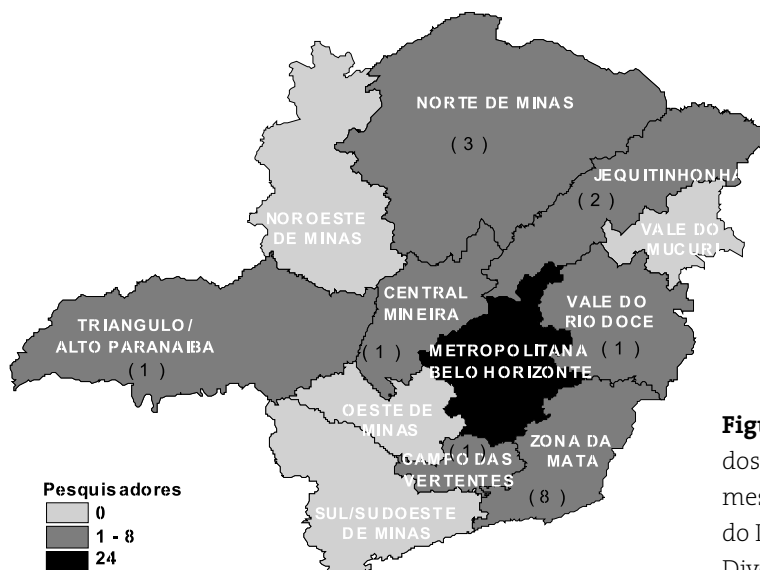 NORTE DE MINAS
( 3 )
JEQUITINHONHA
( 2 )
NOROESTE
DE MINAS
VALE DO
MUCURI
CENTRAL
MINEIRA
( 1 )
VALE DO
RIO DOCE
( 1 )
TRIANGULO/
ALTO PARANAIBA
( 1 )
METROPOLITANA
BELO HORIZONTE
OESTE DE
MINAS
( 1 )
CAMPO DAS
VERTENTES
ZONA DA
MATA
( 8 )
SUL/SUDOESTE
DE MINAS
Pesquisadores
0
1 - 8
24
Figu
dos
mes
do I
Div